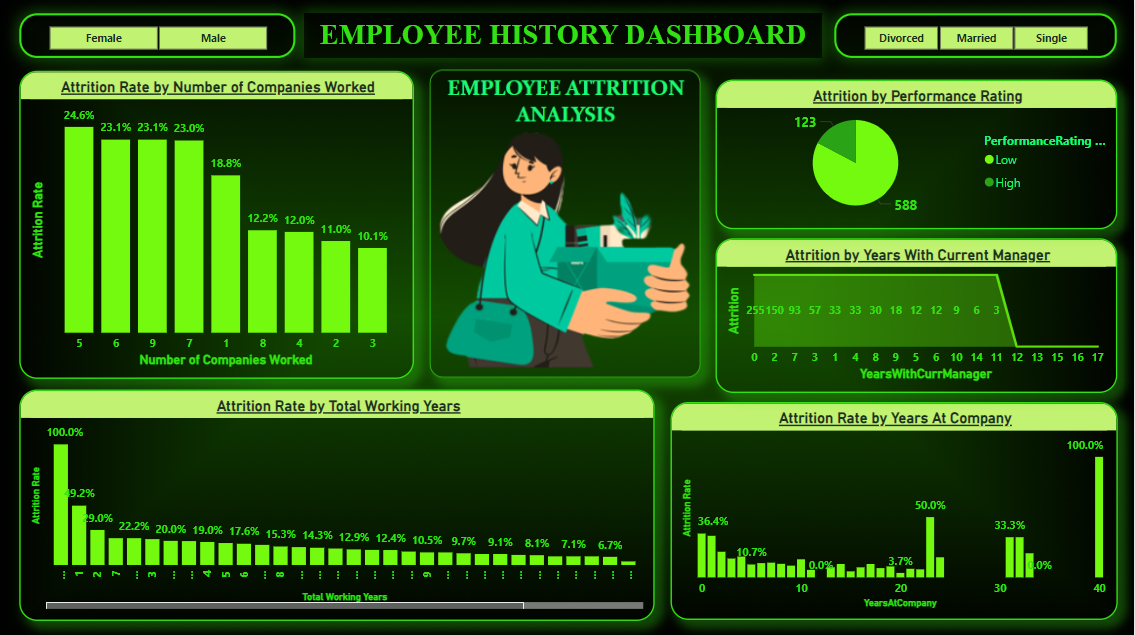 Female Male
EMPLOYEE HISTORY DASHBOARD
Divorced Married Single
Attrition Rate by Number of Companies Worked
24.6% 23.1% 23.1% 23.0% 18.8% 12.2% 12.0% 11.0% 10.1%
Attrition Rate
5 6 9 7 1 8 4 2 3
Number of Companies Worked
EMPLOYEE ATTRITION
ANALYSIS
Attrition by Performance Rating
123
588
PerformanceRating ...
Low
High
Attrition by Years With Current Manager
Attrition
255 150 93 57 33 33 30 18 12 12 9 6 3
0 2 7 3 1 4 8 9 5 6 10 14 11 12 13 15 16 17
YearsWithCurrManager
Attrition Rate by Total Working Years
100.0% 49.2% 29.0% 22.2% 20.0% 19.0% 17.6% 15.3% 14.3% 12.9% 12.4% 10.5% 9.7% 9.1% 8.1% 7.1% 6.7%
Attrition Rate
... 1 2 7 ... 3 ... ... 4 5 6 ... 8 ... ... ... ... ... ... ... 9 ... ... ... ... ... ... ... ... ... ... ...
Total Working Years
Attrition Rate by Years At Company
36.4% 10.7% 0.0% 3.7% 50.0% 33.3% 0.0% 100.0%
Attrition Rate
0 10 20 30 40
YearsAtCompany